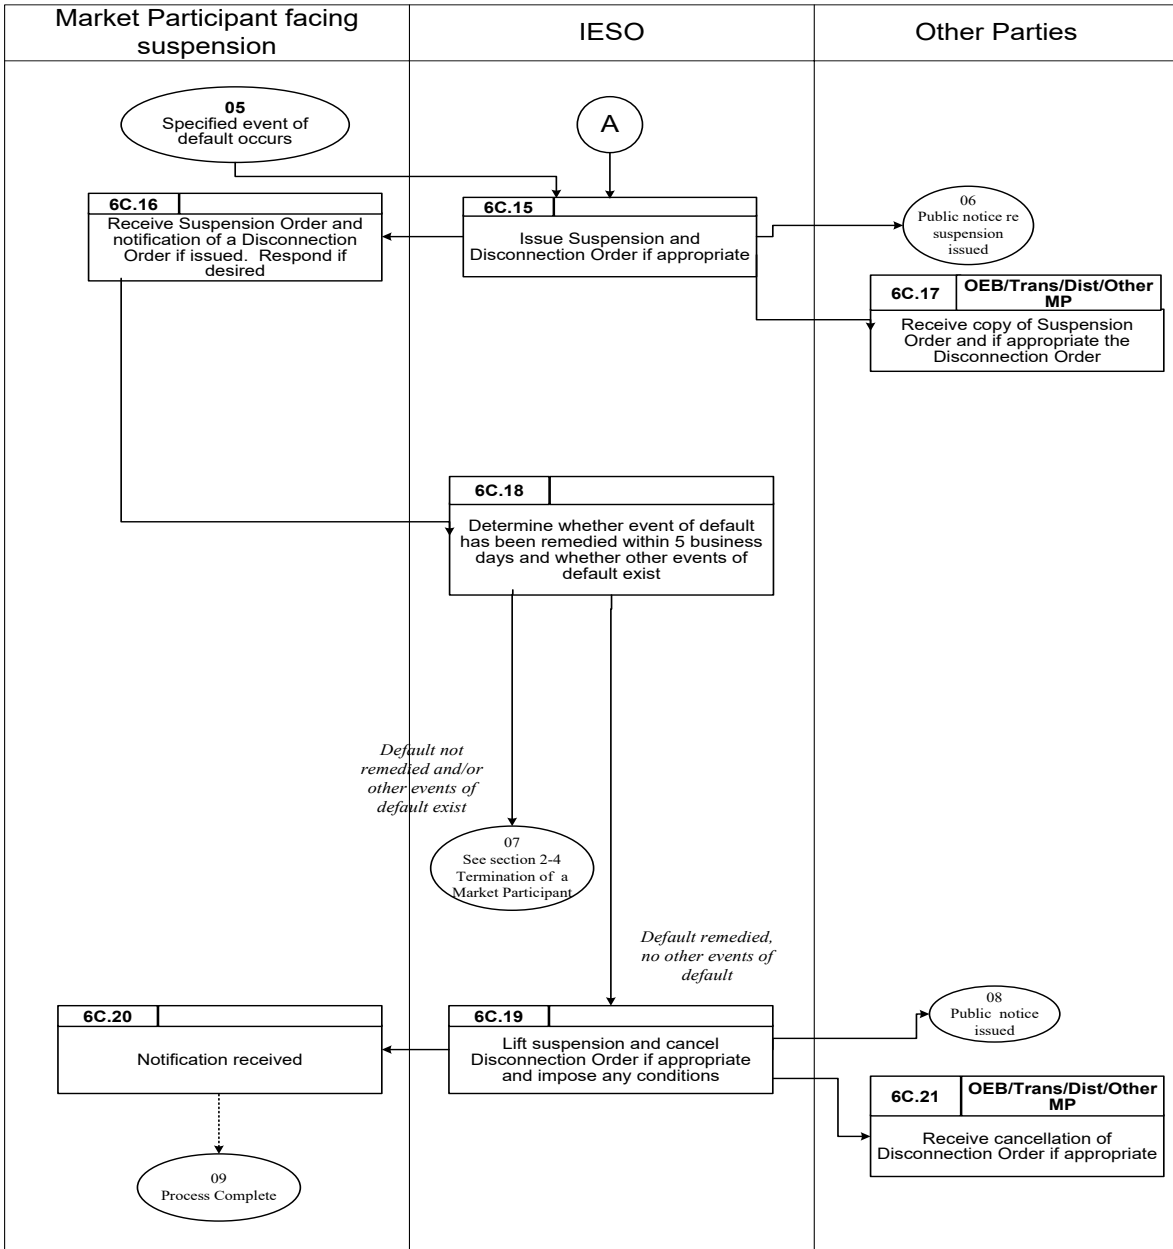 Market Participant facing
suspension
IESO
Other Parties
05
Specified event of
default occurs
A
6C.16
Receive Suspension Order and
notification of a Disconnection
Order if issued.  Respond if
desired
6C.15
Issue Suspension and
Disconnection Order if appropriate
06
Public notice re
suspension
issued
6C.17
OEB/Trans/Dist/Other
MP
Receive copy of Suspension
Order and if appropriate the
Disconnection Order
6C.18
Determine whether event of default
has been remedied within 5 business
days and whether other events of
default exist
Default not
remedied and/or
other events of
default exist
07
See section 2-4
Termination of  a
Market Participant
Default remedied,
no other events of
default
6C.20
Notification received
6C.19
Lift suspension and cancel
Disconnection Order if appropriate
and impose any conditions
08
Public  notice
issued
6C.21
OEB/Trans/Dist/Other
MP
Receive cancellation of
Disconnection Order if appropriate
09
Process Complete